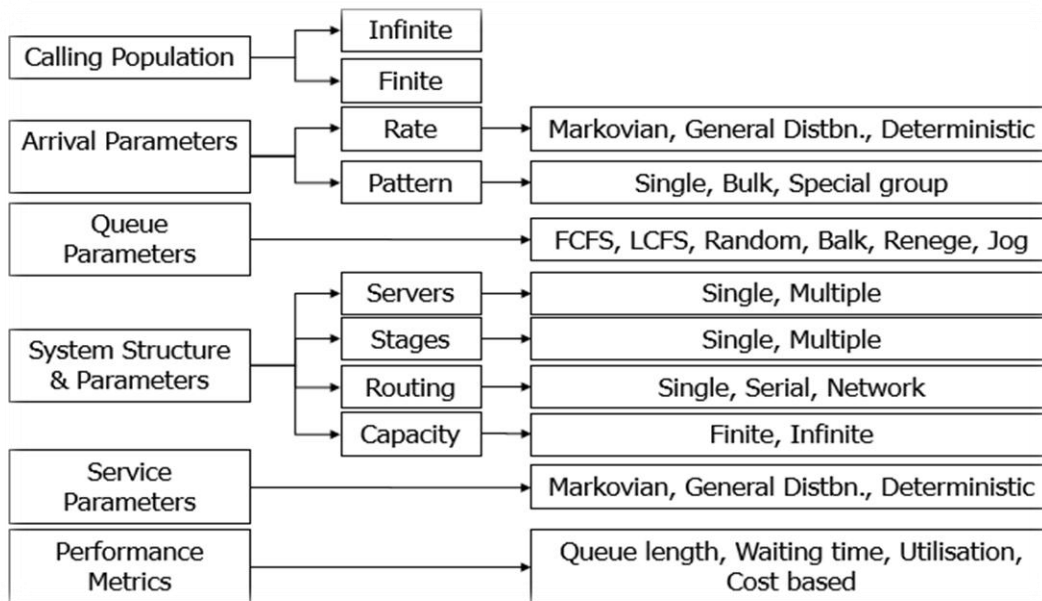 Calling Population
Infinite
Finite
Arrival Parameters
Rate
Markovian, General Distbn., Deterministic
Pattern
Single, Bulk, Special group
Queue
Parameters
FCFS, LCFS, Random, Balk, Renege, Jog
System Structure
& Parameters
Servers
Single, Multiple
Stages
Single, Multiple
Routing
Single, Serial, Network
Capacity
Finite, Infinite
Service
Parameters
Markovian, General Distbn., Deterministic
Performance
Metrics
Queue length, Waiting time, Utilisation,
Cost based